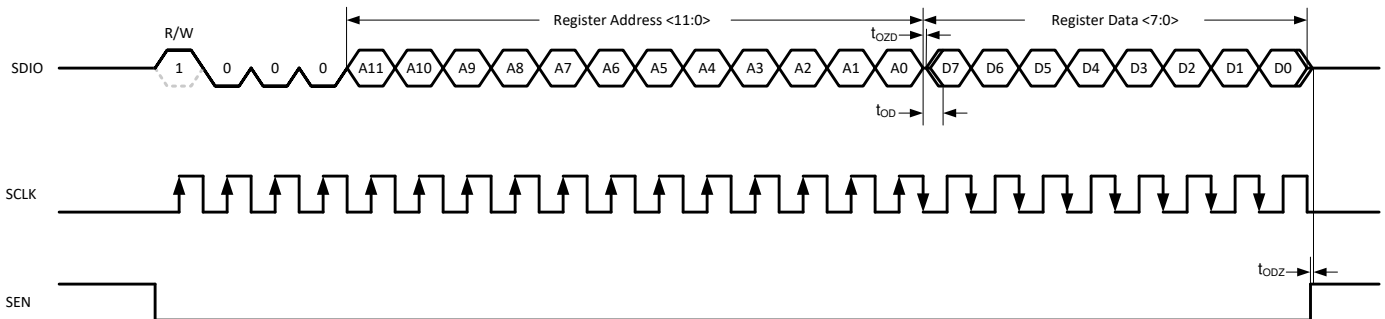 Register Address <11:0>
Register Data <7:0>
R/W
tOZD
SDIO
1 0 0 0 A11 A10 A9 A8 A7 A6 A5 A4 A3 A2 A1 A0 D7 D6 D5 D4 D3 D2 D1 D0
tOD
SCLK
tODZ
SEN